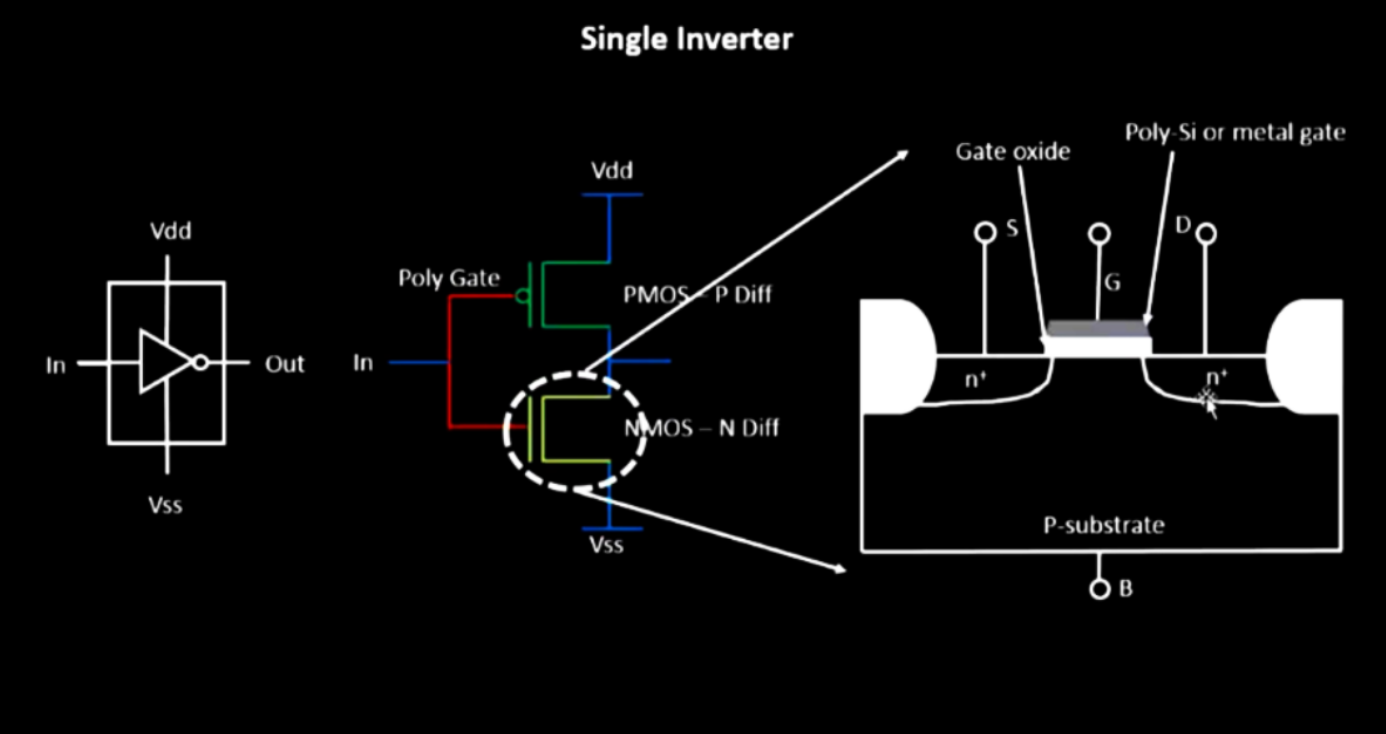 Single Inverter
Vdd
In
Out
Vss
Vdd
Poly Gate
PMOS – P Diff
In
NMOS – N Diff
Vss
Gate oxide
Poly-Si or metal gate
S
G
D
n⁺
n⁺
P-substrate
B